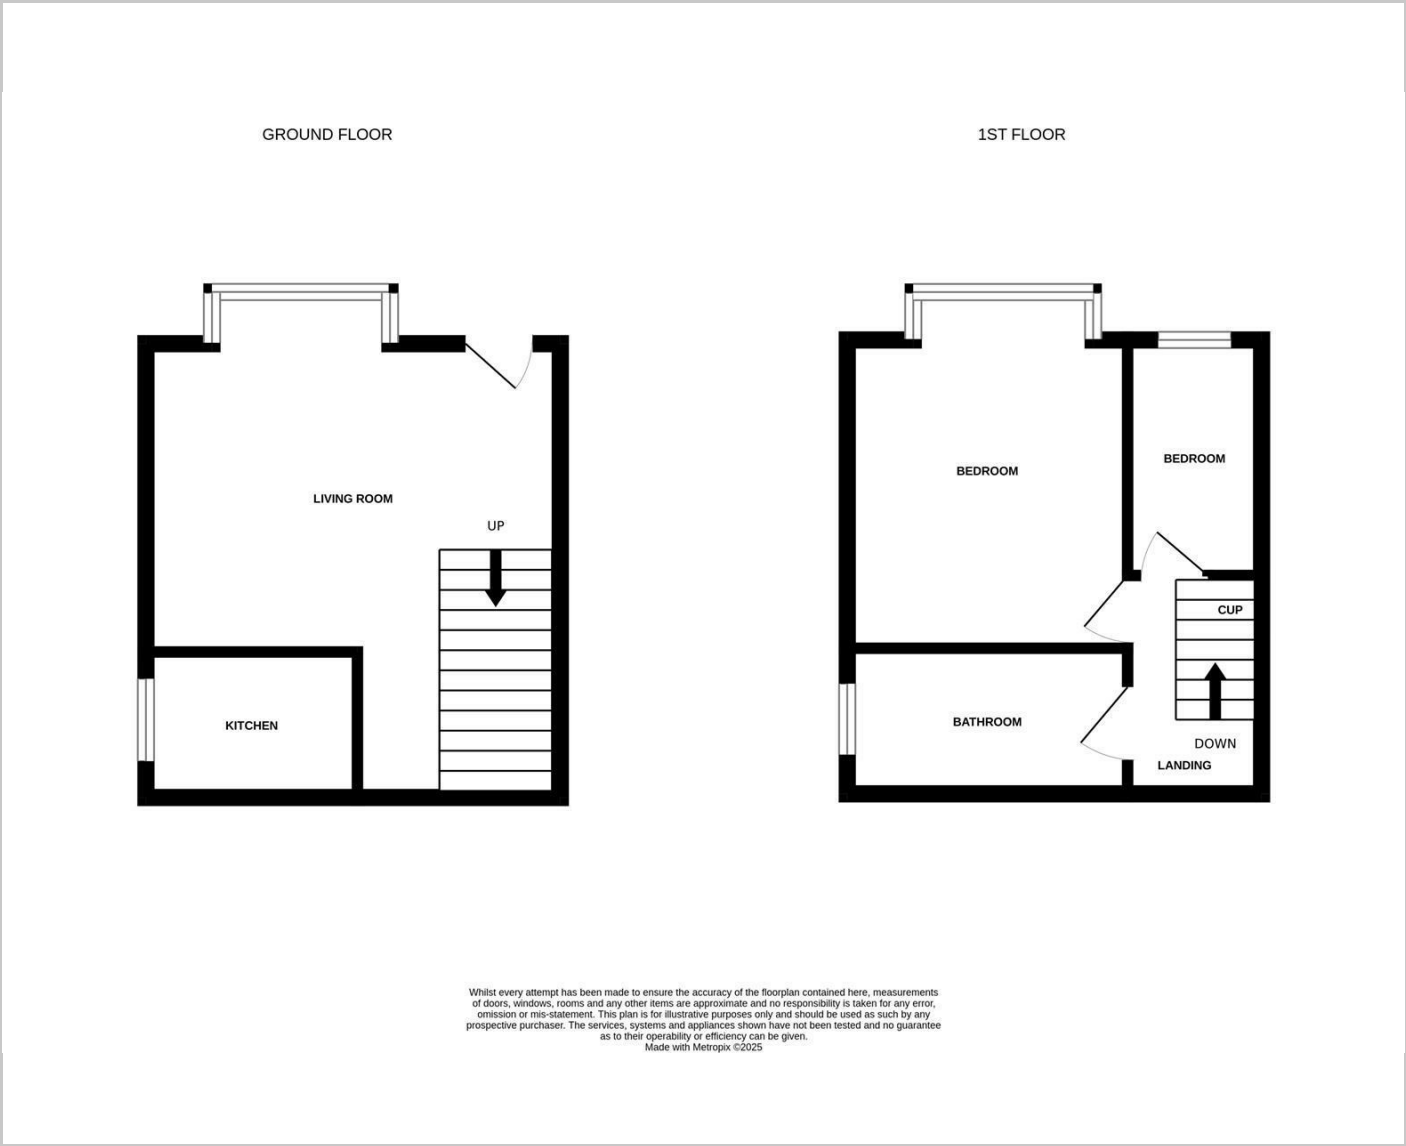 GROUND FLOOR
1ST FLOOR
LIVING ROOM
UP
KITCHEN
BEDROOM
BEDROOM
CUP
BATHROOM
DOWN
LANDING
Whilst every attempt has been made to ensure the accuracy of the floorplan contained here, measurements
of doors, windows, rooms and any other items are approximate and no responsibility is taken for any error,
omission or mis-statement. This plan is for illustrative purposes only and should be used as such by any
prospective purchaser. The services, systems and appliances shown have not been tested and no guarantee
as to their operability or efficiency can be given.
Made with Metropix ©2025